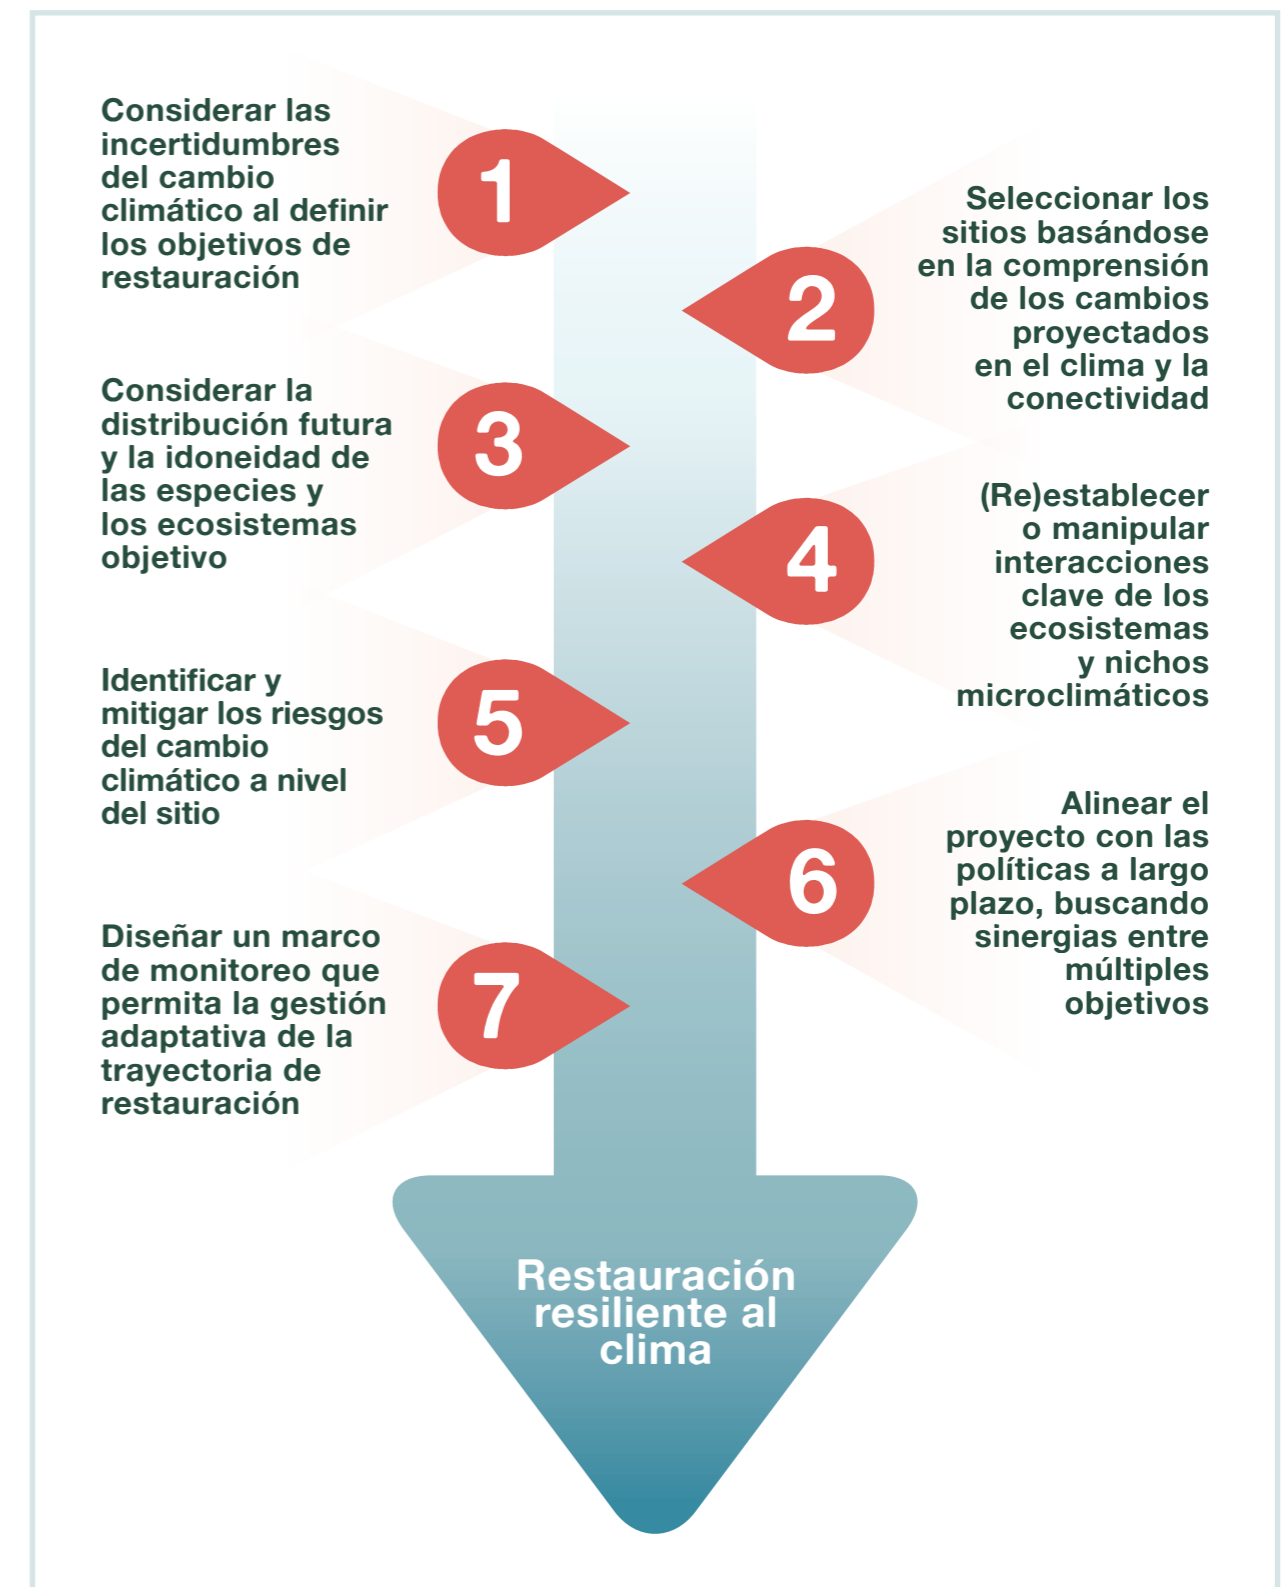 Considerar las
incertidumbres
del cambio
climático al definir
los objetivos de
restauración
1
Seleccionar los
sitios basándose
en la comprensión
de los cambios
proyectados
en el clima y la
conectividad
2
Considerar la
distribución futura
y la idoneidad de
las especies y
los ecosistemas
objetivo
3
(Re)establecer
o manipular
interacciones
clave de los
ecosistemas
y nichos
microclimáticos
4
Identificar y
mitigar los riesgos
del cambio
climático a nivel
del sitio
5
Alinear el
proyecto con las
políticas a largo
plazo, buscando
sinergias entre
múltiples
objetivos
6
Diseñar un marco
de monitoreo que
permita la gestión
adaptativa de la
trayectoria de
restauración
7
Restauración
resiliente al
clima